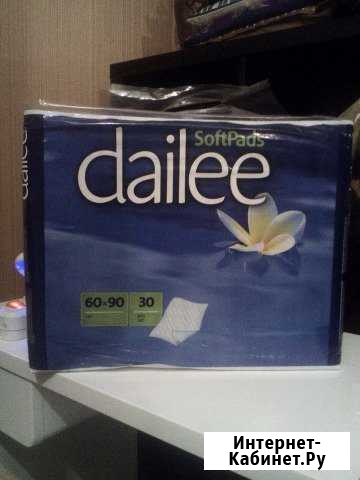 SoftPads
dailee
dailee
60×90
30
Интернет-
Кабинет.Ру